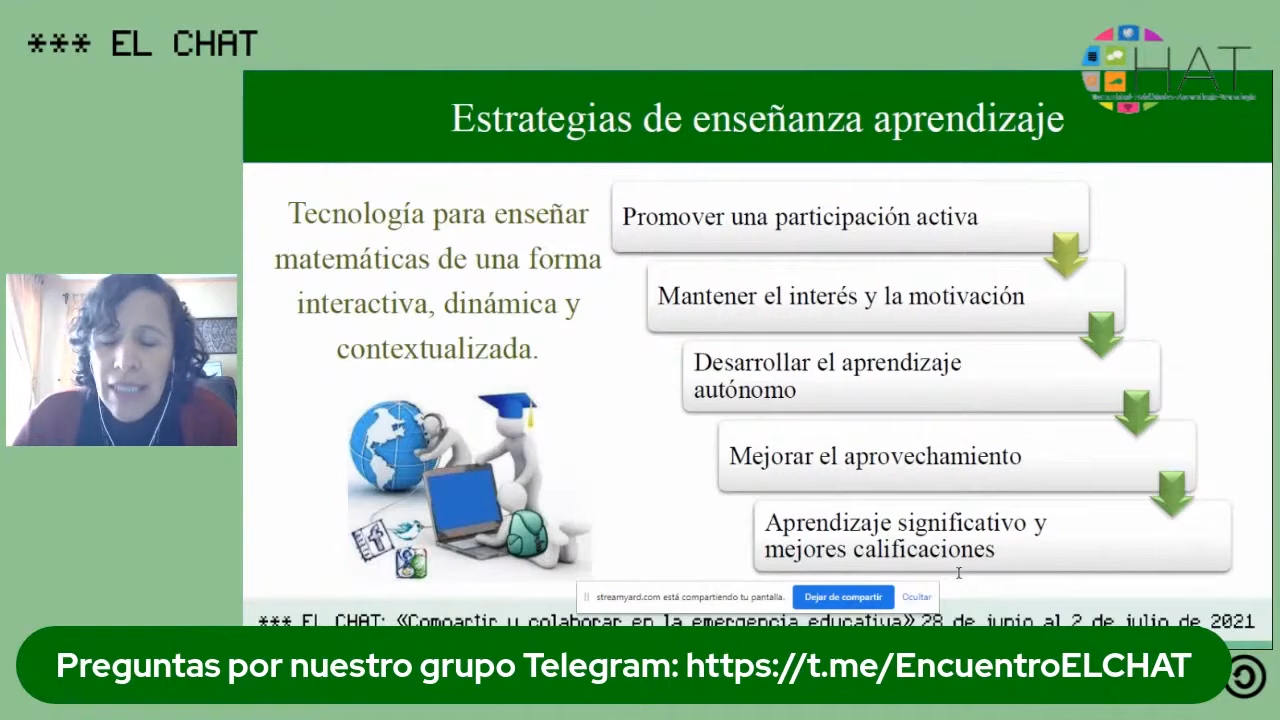 *** EL CHAT
HAT
Estrategias de enseñanza aprendizaje
Tecnología para enseñar
matemáticas de una forma
interactiva, dinámica y
contextualizada.
Promover una participación activa
Mantener el interés y la motivación
Desarrollar el aprendizaje
autónomo
Mejorar el aprovechamiento
Aprendizaje significativo y
mejores calificaciones
streamyard.com está compartiendo tu pantalla.
Dejar de compartir
Ocultar
*** EL CHAT: «Compartir y colaborar en la emergencia educativa» 28 de junio al 2 de julio de 2021
Preguntas por nuestro grupo Telegram: https://t.me/EncuentroELCHAT